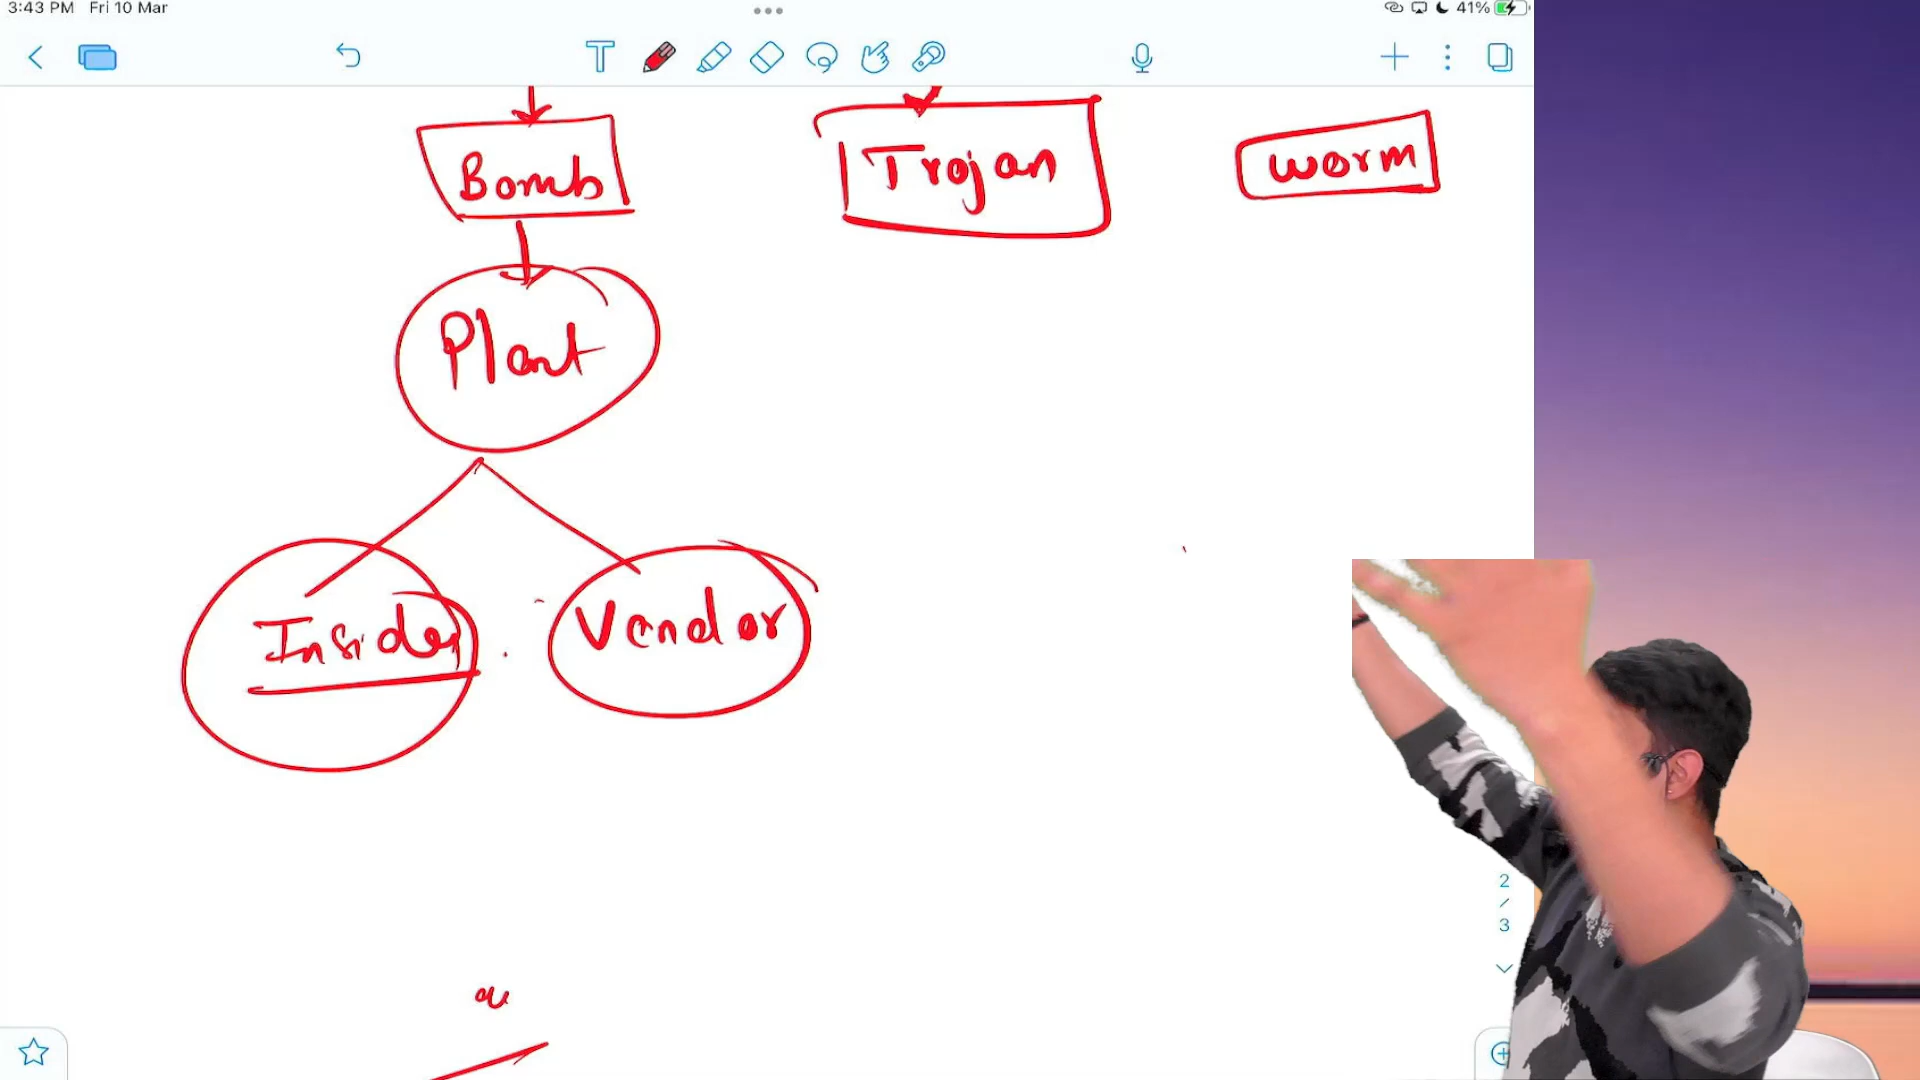 3:43 PM Fri 10 Mar
41%
Bomb
Trojan
worm
Plant
Insider
Vendor
2
/
3